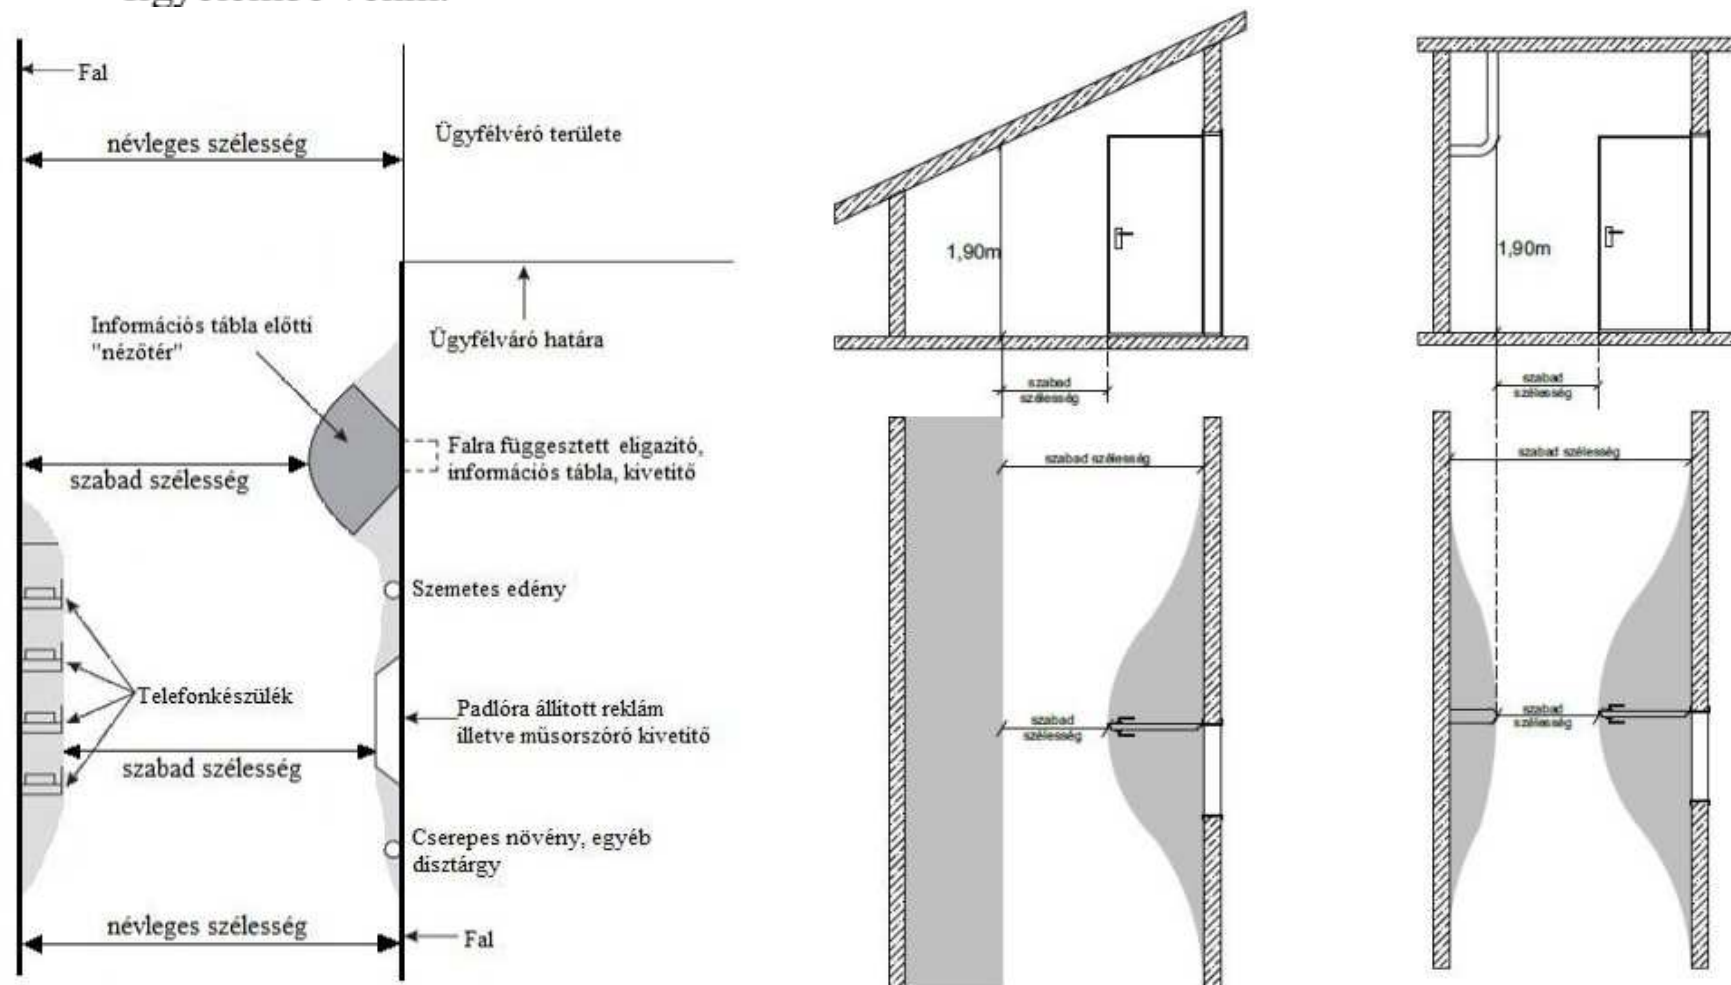 Fal
névleges szélesség
Ügyfélvéró területe
Információs tábla előtti
"nézőtér"
Ügyfélváró határa
szabad szélesség
Falra függesztett eligazító,
információs tábla, kivetitő
Szemetes edény
Telefonkészülék
Padlóra állított reklám
illetve műsorszóró kivetítő
szabad szélesség
Cserepes növény, egyéb
dísztárgy
névleges szélesség
Fal
1,90m
szabad
szélesség
szabad szélesség
szabad
szélesség
1,90m
szabad
szélesség
szabad szélesség
szabad
szélesség